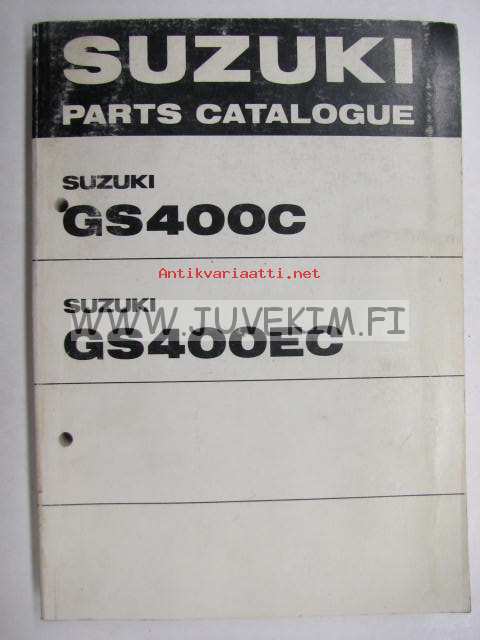 SUZUKI
PARTS CATALOGUE
SUZUKI
GS400C
Antikvariaatti.net
SUZUKI
WWW.JUVEKIM.FI
GS400EC